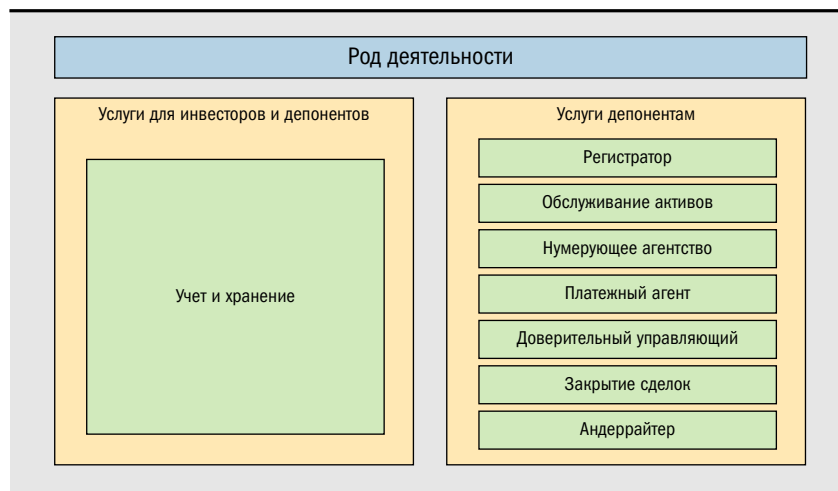 Род деятельности
Услуги для инвесторов и депонентов
Учет и хранение
Услуги депонентам
Регистратор
Обслуживание активов
Нумерующее агентство
Платежный агент
Доверительный управляющий
Закрытие сделок
Андеррайтер